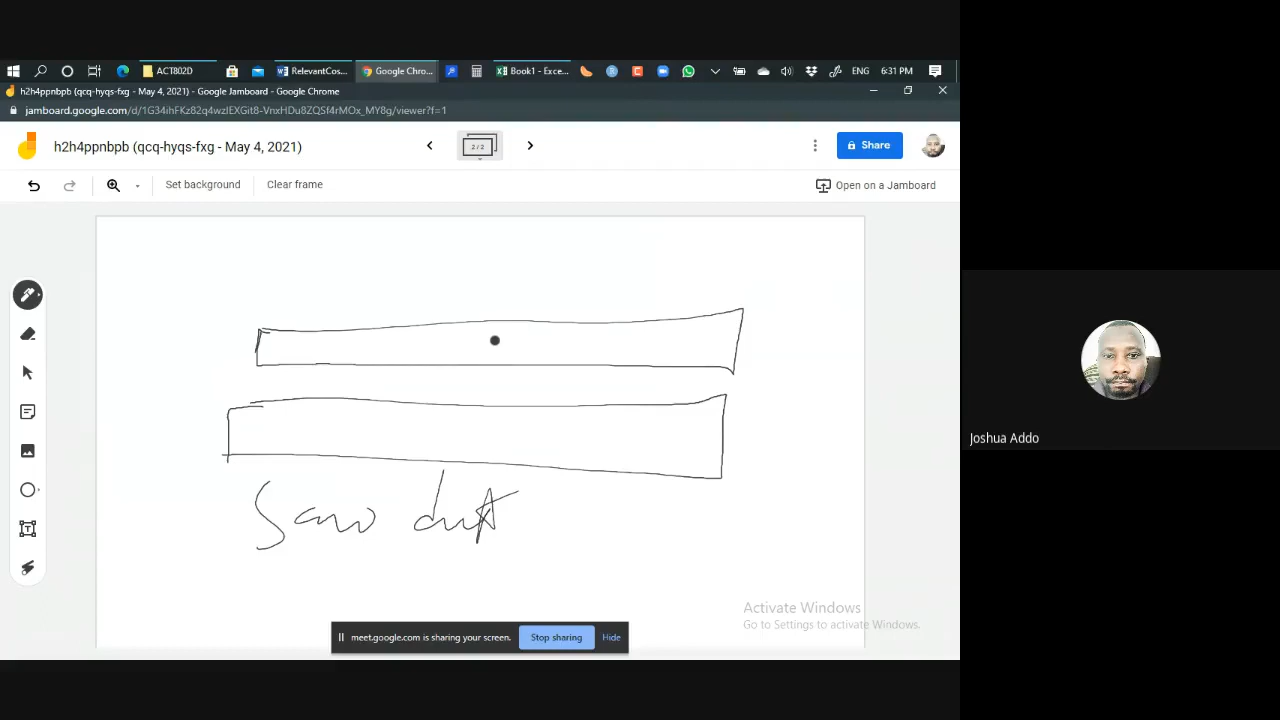 ACT802D
RelevantCos...
Google Chro...
Book1 - Exce...
ENG
6:31 PM
h2h4ppnbpb (qcq-hyqs-fxg - May 4, 2021) - Google Jamboard - Google Chrome
jamboard.google.com/d/1G34ihFKz82q4wzIEXGit8-VnxHDu8ZQSf4rMOx_MY8g/viewer?f=1
h2h4ppnbpb (qcq-hyqs-fxg - May 4, 2021)
2 / 2
Share
Set background
Clear frame
Open on a Jamboard
Saw dust
Joshua Addo
Activate Windows
Go to Settings to activate Windows.
meet.google.com is sharing your screen.
Stop sharing
Hide